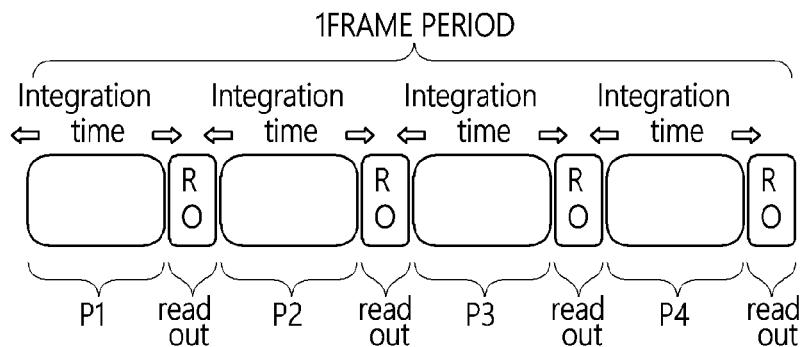 1FRAME PERIOD
Integration time
Integration time
Integration time
Integration time
R O
R O
R O
R O
P1
read out
P2
read out
P3
read out
P4
read out